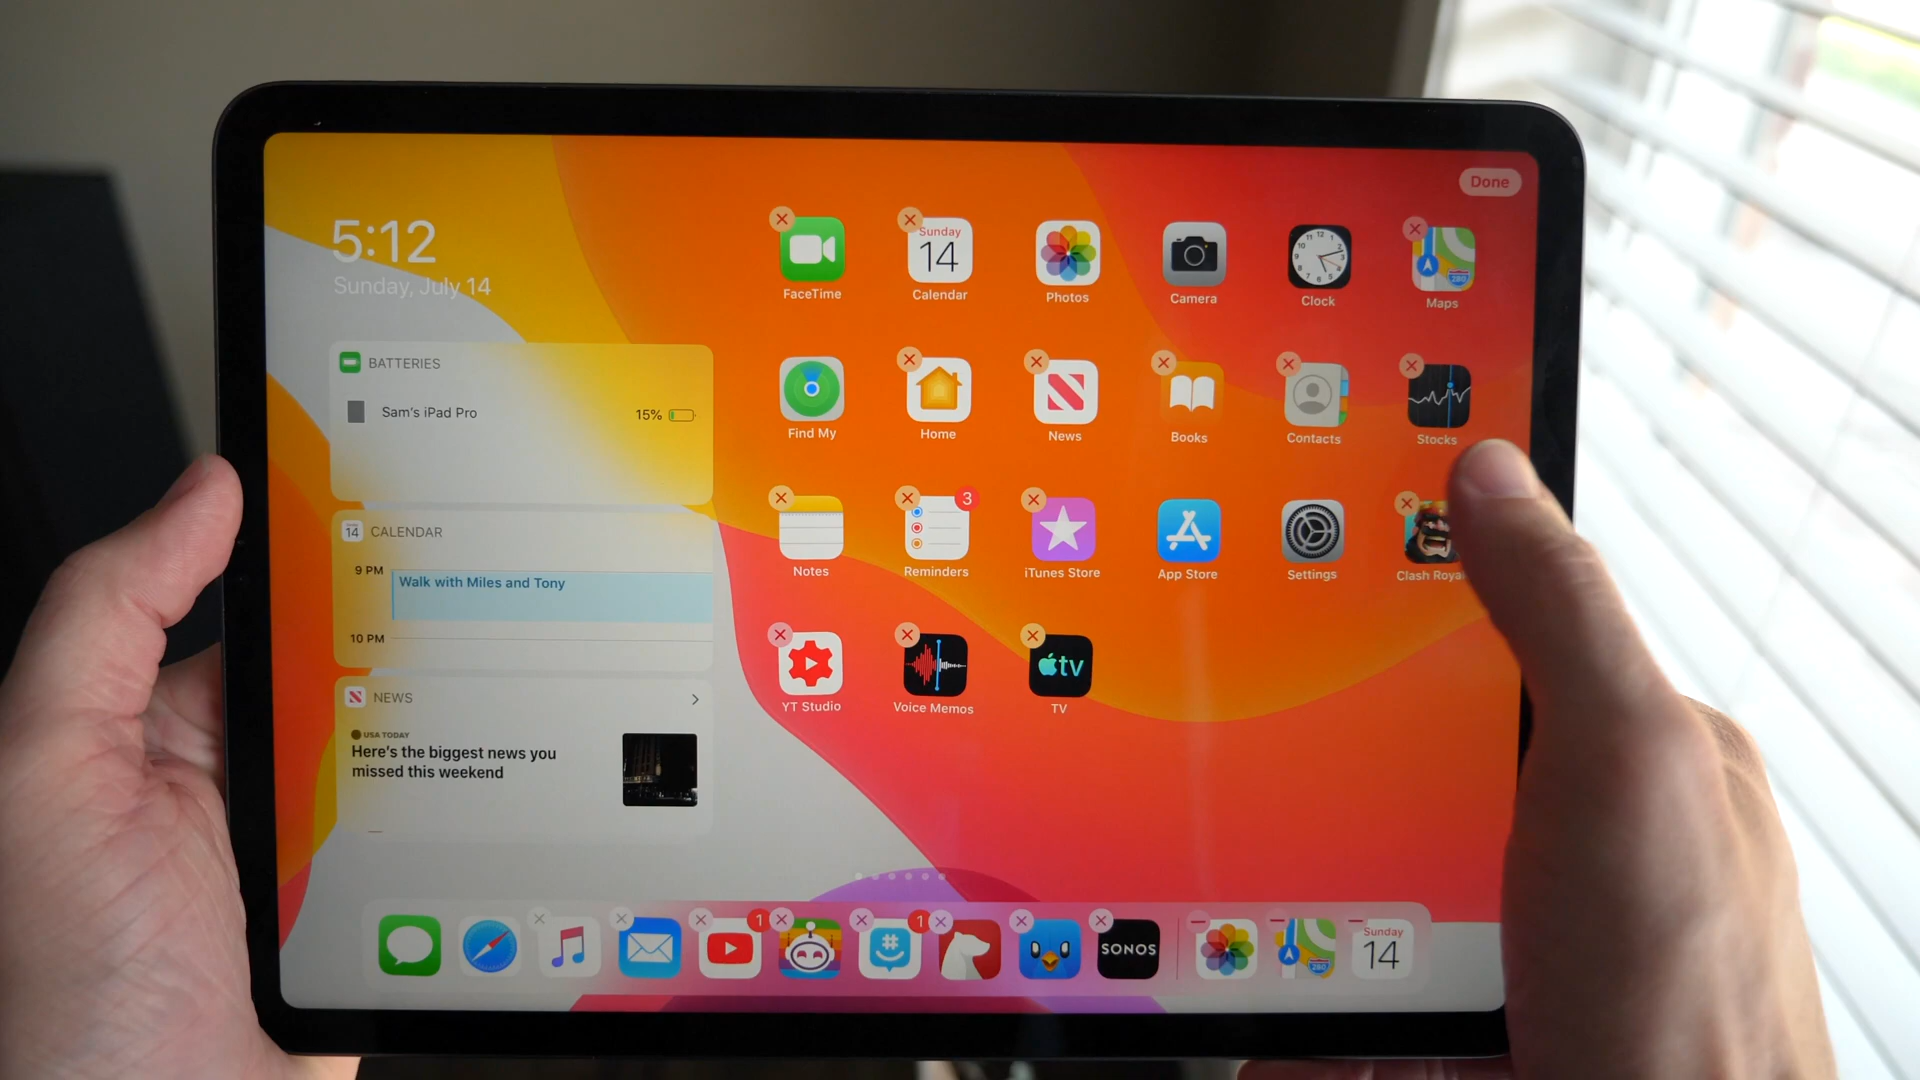 Done
5:12
Sunday, July 14
FaceTime
Sunday
14
Calendar
Photos
Camera
Clock
280
Maps
BATTERIES
Sam's iPad Pro
15%
Find My
Home
News
Books
Contacts
Stocks
14
CALENDAR
9 PM
Walk with Miles and Tony
10 PM
Notes
3
Reminders
iTunes Store
App Store
Settings
Clash Royal
YT Studio
Voice Memos
tv
TV
NEWS
USA TODAY
Here's the biggest news you
missed this weekend
1
1
#
SONOS
280
Sunday
14